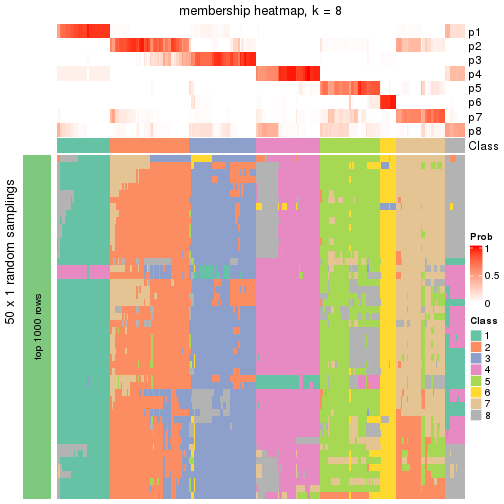 membership heatmap, k = 8
p1
p2
p3
p4
p5
p6
p7
p8
Class
50 x 1 random samplings
top 1000 rows
Prob
1
0.5
0
Class
1
2
3
4
5
6
7
8